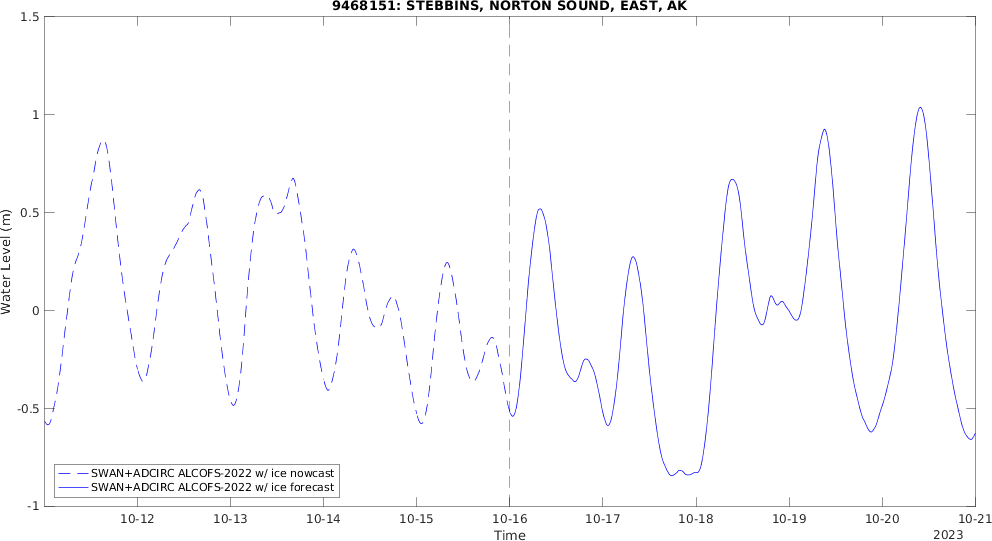 9468151: STEBBINS, NORTON SOUND, EAST, AK
1.5
1
0.5
0
-0.5
-1
Water Level (m)
SWAN+ADCIRC ALCOFS-2022 w/ ice nowcast
SWAN+ADCIRC ALCOFS-2022 w/ ice forecast
10-12 10-13 10-14 10-15 10-16 10-17 10-18 10-19 10-20 10-21
Time
2023